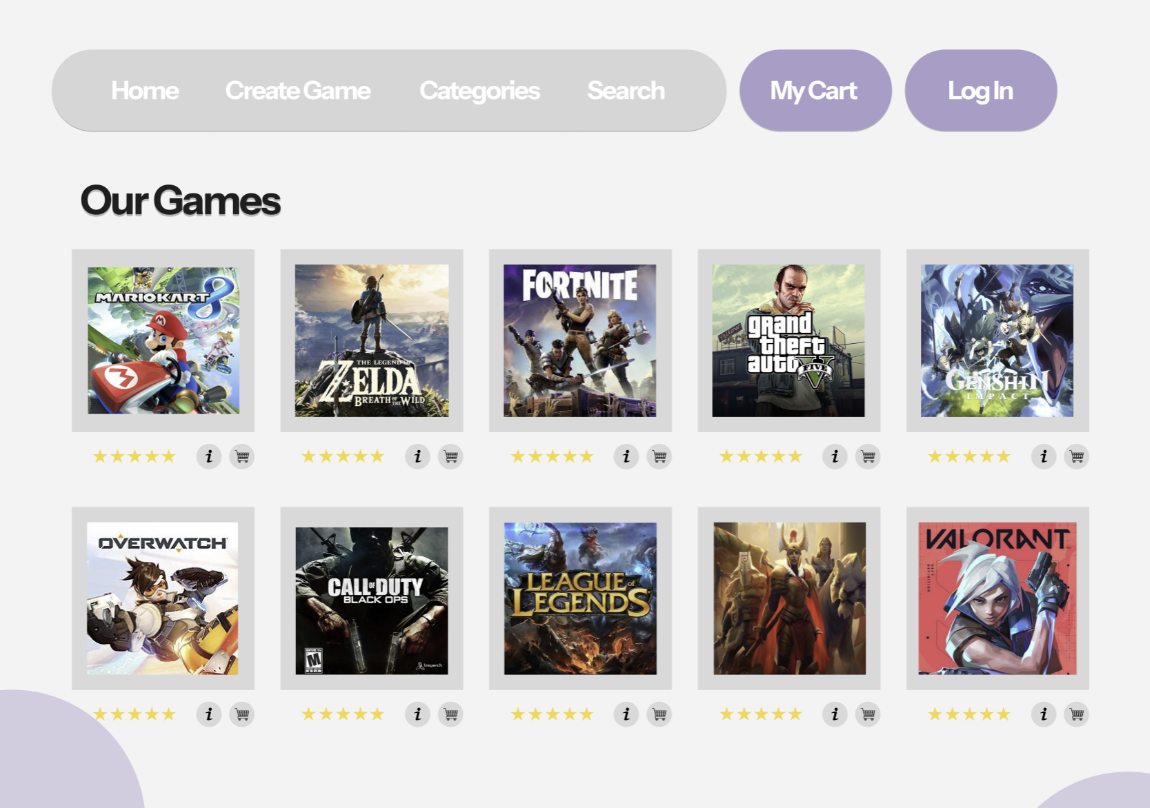 Home Create Game Categories Search My Cart Log In
Our Games
MARIOKART 8
M
THE LEGEND OF
ZELDA
BREATH OF THE WILD
FORTNITE
grand
theft
auto
FIVE
V
GENSHIN
IMPACT
i i i i i
OVERWATCH
CALL OF DUTY
BLACK OPS
M
LEAGUE of
LEGENDS
VALORANT
i i i i i